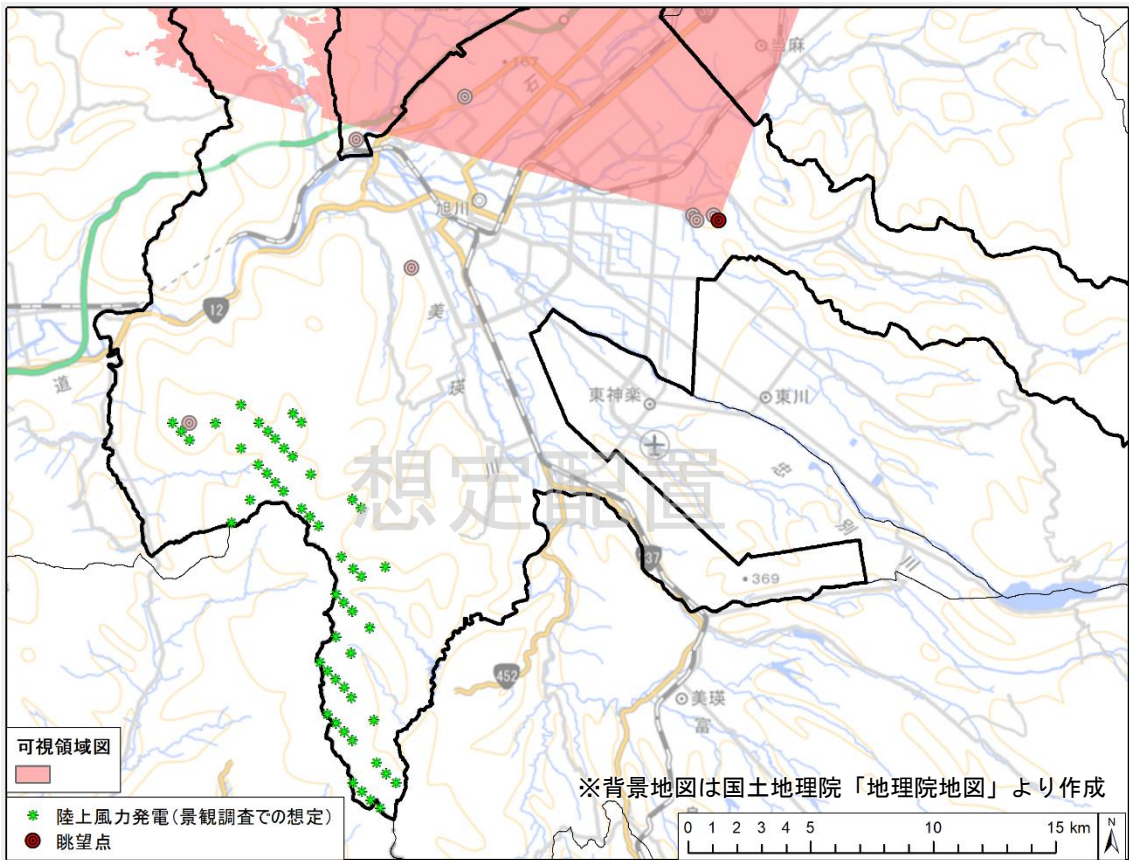 当麻
・167
石
旭川
12
美
瑛
川
道
東神楽
東川
想定配置
忠
別
川
37
・369
452
美瑛
富
可視領域図
陸上風力発電(景観調査での想定)
眺望点
※背景地図は国土地理院「地理院地図」より作成
0 1 2 3 4 5 10 15 km
N